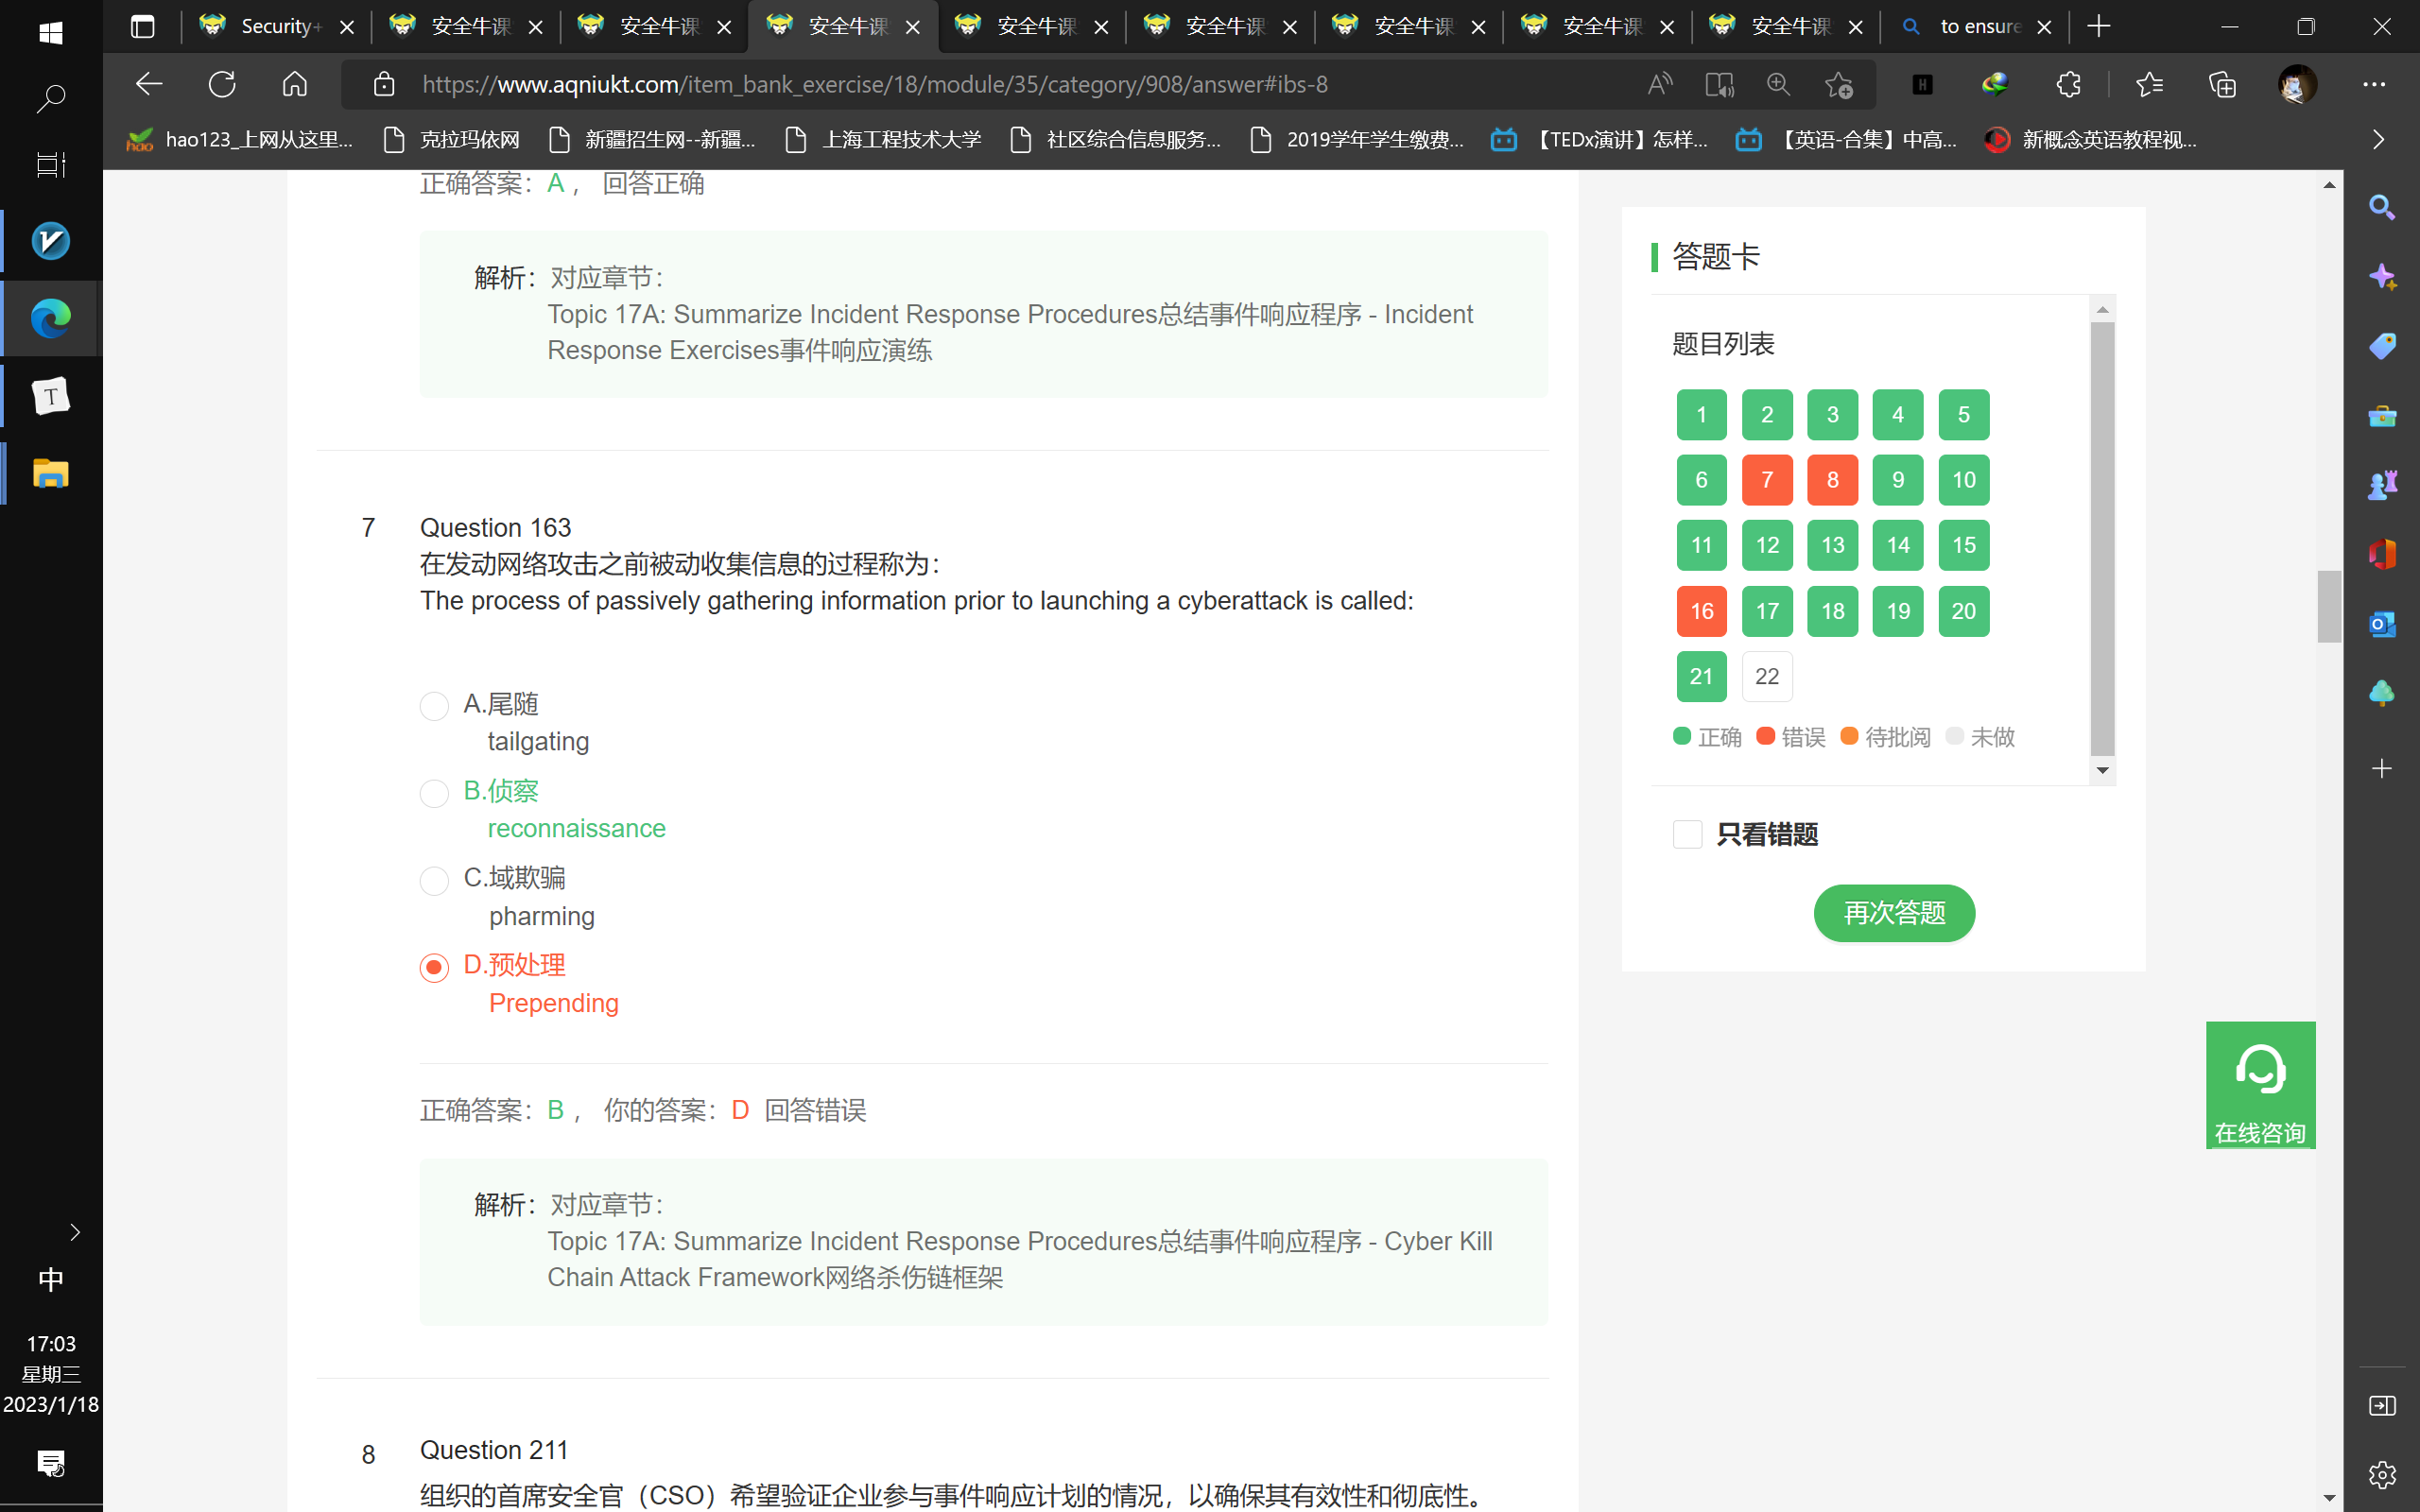 Security+
安全牛课
安全牛课
安全牛课
安全牛课
安全牛课
安全牛课
安全牛课
安全牛课
to ensure
https://www.aqniukt.com/item_bank_exercise/18/module/35/category/908/answer#ibs-8
hao123_上网从这里...
克拉玛依网
新疆招生网--新疆...
上海工程技术大学
社区综合信息服务...
2019学年学生缴费...
【TEDx演讲】怎样...
【英语-合集】中高...
新概念英语教程视...
正确答案：A， 回答正确
解析：对应章节：
Topic 17A: Summarize Incident Response Procedures总结事件响应程序 - Incident
Response Exercises事件响应演练
7 Question 163
在发动网络攻击之前被动收集信息的过程称为：
The process of passively gathering information prior to launching a cyberattack is called:
A.尾随
tailgating
B.侦察
reconnaissance
C.域欺骗
pharming
D.预处理
Prepending
正确答案：B， 你的答案：D 回答错误
解析：对应章节：
Topic 17A: Summarize Incident Response Procedures总结事件响应程序 - Cyber Kill
Chain Attack Framework网络杀伤链框架
8 Question 211
组织的首席安全官（CSO）希望验证企业参与事件响应计划的情况，以确保其有效性和彻底性。
答题卡
题目列表
1 2 3 4 5
6 7 8 9 10
11 12 13 14 15
16 17 18 19 20
21 22
正确 错误 待批阅 未做
只看错题
再次答题
在线咨询
中
17:03
星期三
2023/1/18